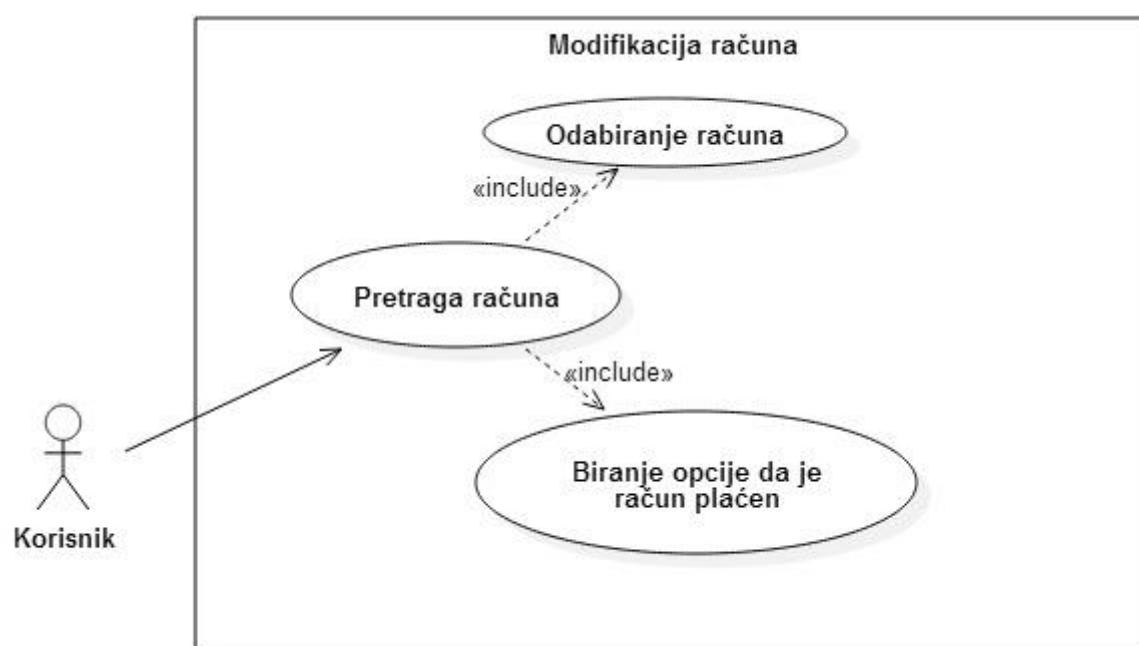 Modifikacija računa
Odabiranje računa
«include»
Pretraga računa
«include»
Biranje opcije da je
račun plaćen
Korisnik